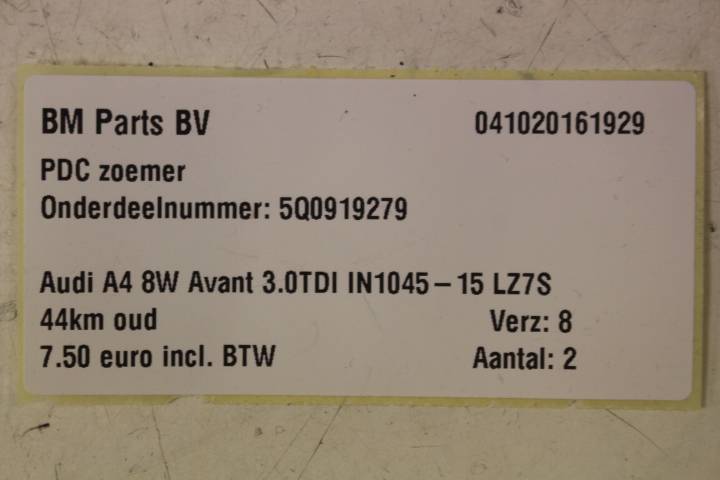 BM Parts BV 041020161929
PDC zoemer
Onderdeelnummer: 5Q0919279
Audi A4 8W Avant 3.0TDI IN1045-15 LZ7S
44km oud Verz: 8
7.50 euro incl. BTW Aantal: 2